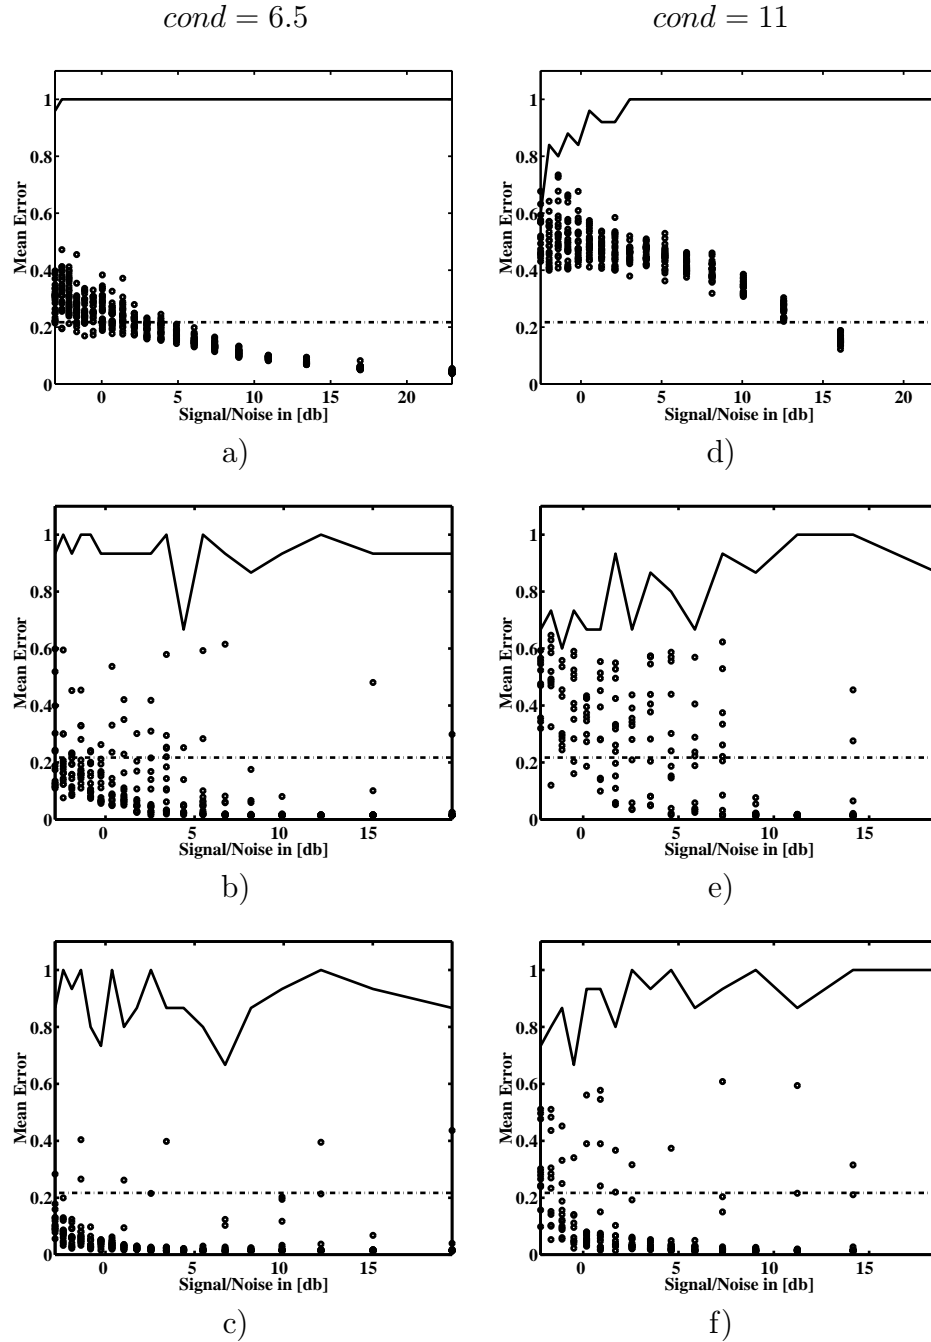 cond = 6.5
cond = 11
Mean Error
1
0.8
0.6
0.4
0.2
0
0 5 10 15 20
Signal/Noise in [db]
a)
Mean Error
1
0.8
0.6
0.4
0.2
0
0 5 10 15 20
Signal/Noise in [db]
d)
Mean Error
1
0.8
0.6
0.4
0.2
0
0 5 10 15
Signal/Noise in [db]
b)
Mean Error
1
0.8
0.6
0.4
0.2
0
0 5 10 15
Signal/Noise in [db]
e)
Mean Error
1
0.8
0.6
0.4
0.2
0
0 5 10 15
Signal/Noise in [db]
c)
Mean Error
1
0.8
0.6
0.4
0.2
0
0 5 10 15
Signal/Noise in [db]
f)